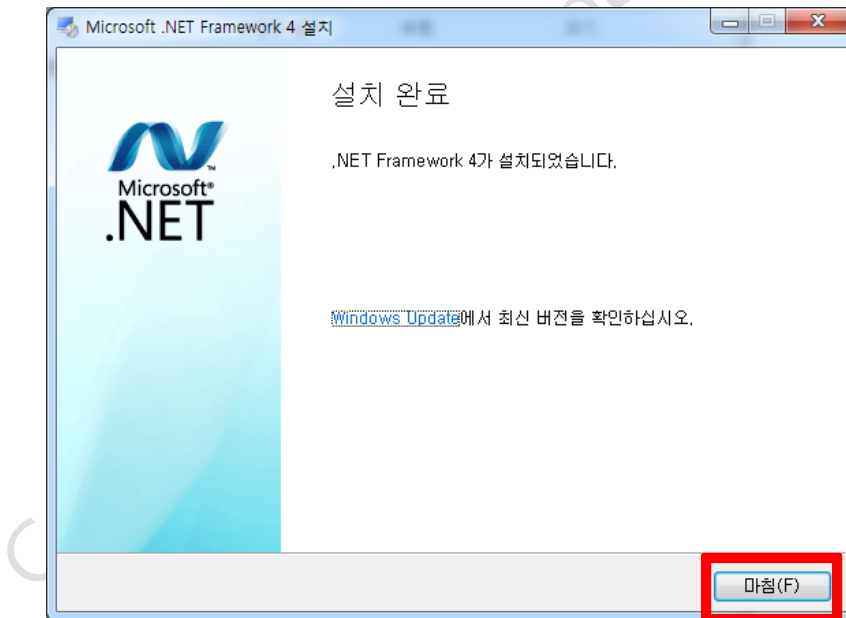 Microsoft .NET Framework 4 설치
설치 완료
.NET Framework 4가 설치되었습니다.
Microsoft®
.NET™
Windows Update에서 최신 버전을 확인하십시오.
마침(F)